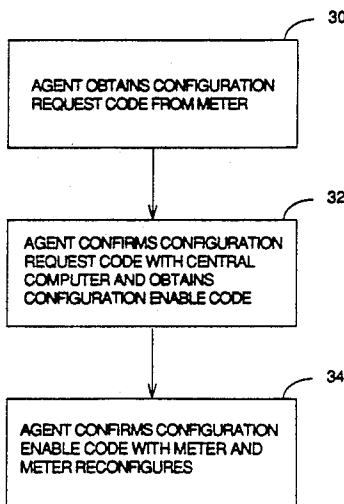 30
AGENT OBTAINS CONFIGURATION
REQUEST CODE FROM METER
32
AGENT CONFIRMS CONFIGURATION
REQUEST CODE WITH CENTRAL
COMPUTER AND OBTAINS
CONFIGURATION ENABLE CODE
34
AGENT CONFIRMS CONFIGURATION
ENABLE CODE WITH METER AND
METER RECONFIGURES